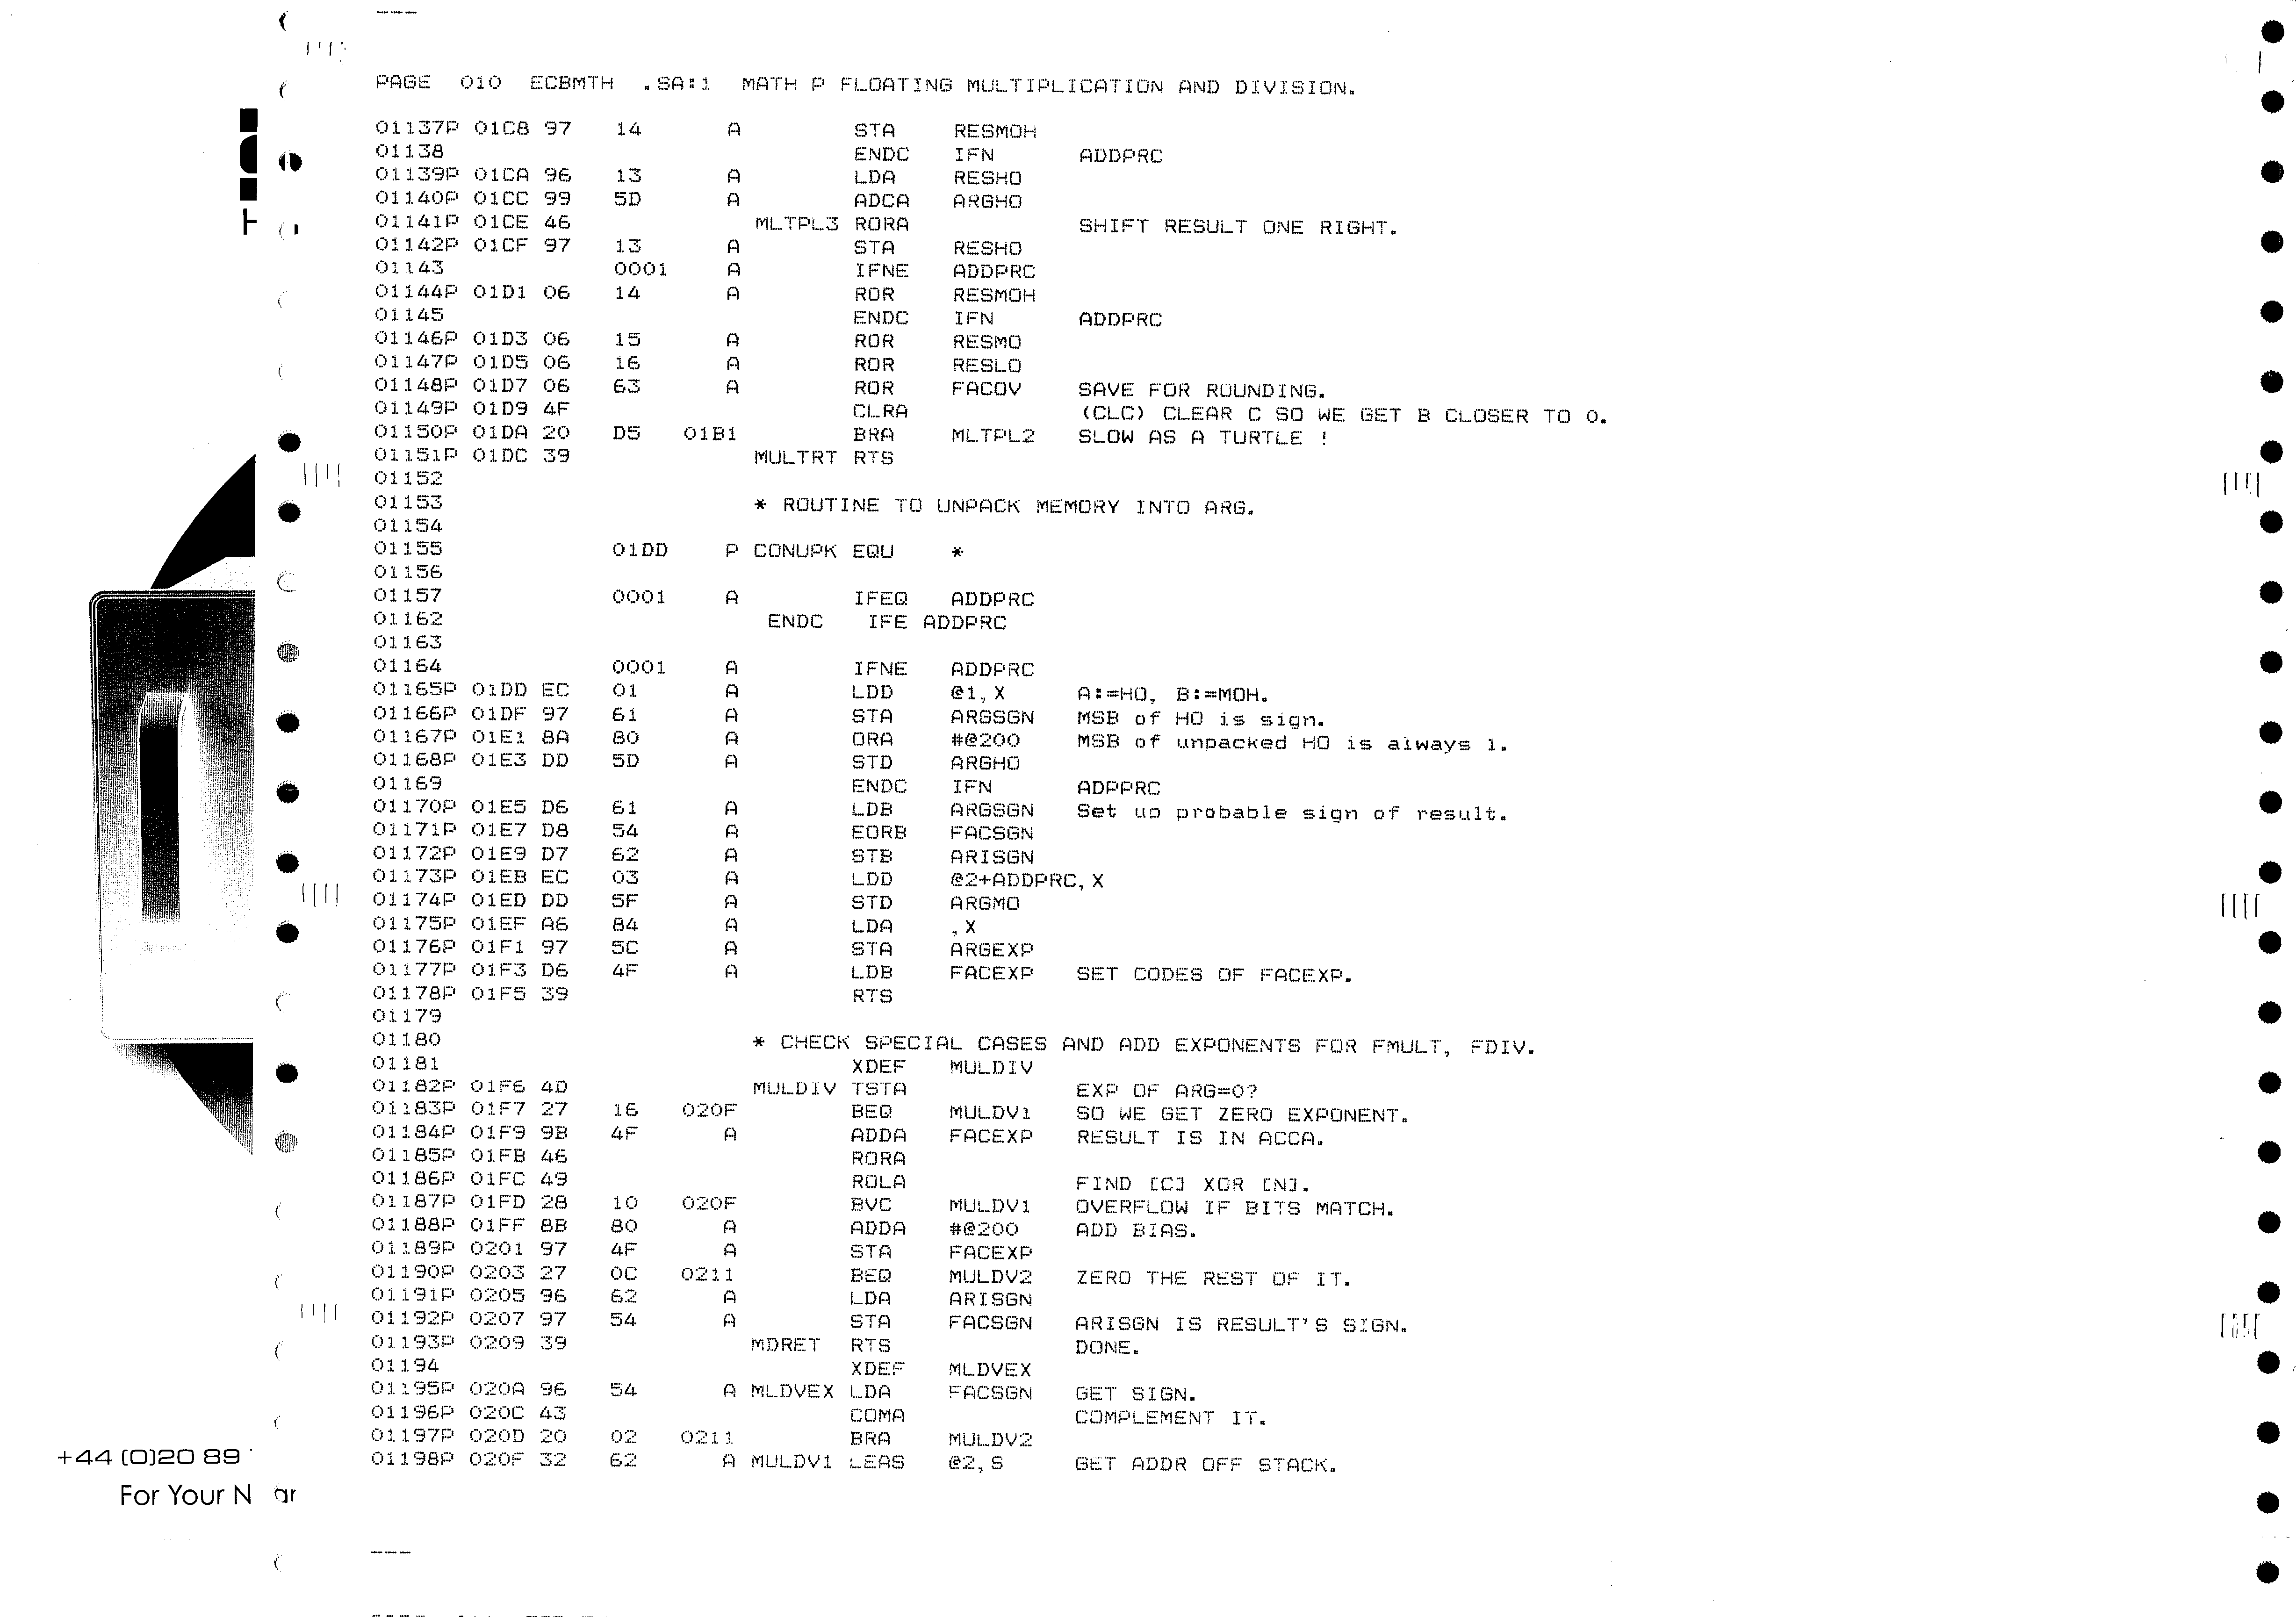 PAGE  010  ECBMTH  .SA:1  MATH P FLOATING MULTIPLICATION AND DIVISION.
01137P 01C8 97 14 A STA RESMOH
01138 ENDC IFN ADDPRC
01139P 01CA 96 13 A LDA RESHO
01140P 01CC 99 5D A ADCA ARGHO
01141P 01CE 46 MLTPL3 RORA SHIFT RESULT ONE RIGHT.
01142P 01CF 97 13 A STA RESHO
01143 0001 A IFNE ADDPRC
01144P 01D1 06 14 A ROR RESMOH
01145 ENDC IFN ADDPRC
01146P 01D3 06 15 A ROR RESMO
01147P 01D5 06 16 A ROR RESLO
01148P 01D7 06 63 A ROR FACOV SAVE FOR ROUNDING.
01149P 01D9 4F CLRA (CLC) CLEAR C SO WE GET B CLOSER TO 0.
01150P 01DA 20 D5 01B1 BRA MLTPL2 SLOW AS A TURTLE !
01151P 01DC 39 MULTRT RTS
01152
01153 * ROUTINE TO UNPACK MEMORY INTO ARG.
01154
01155 01DD P CONUPK EQU *
01156
01157 0001 A IFEQ ADDPRC
01162 ENDC IFE ADDPRC
01163
01164 0001 A IFNE ADDPRC
01165P 01DD EC 01 A LDD @1,X A:=HO, B:=MOH.
01166P 01DF 97 61 A STA ARGSGN MSB of HO is sign.
01167P 01E1 8A 80 A ORA #@200 MSB of unpacked HO is always 1.
01168P 01E3 DD 5D A STD ARGHO
01169 ENDC IFN ADPPRC
01170P 01E5 D6 61 A LDB ARGSGN Set up probable sign of result.
01171P 01E7 D8 54 A EORB FACSGN
01172P 01E9 D7 62 A STB ARISGN
01173P 01EB EC 03 A LDD @2+ADDPRC,X
01174P 01ED DD 5F A STD ARGMO
01175P 01EF A6 84 A LDA ,X
01176P 01F1 97 5C A STA ARGEXP
01177P 01F3 D6 4F A LDB FACEXP SET CODES OF FACEXP.
01178P 01F5 39 RTS
01179
01180 * CHECK SPECIAL CASES AND ADD EXPONENTS FOR FMULT, FDIV.
01181 XDEF MULDIV
01182P 01F6 4D MULDIV TSTA EXP OF ARG=0?
01183P 01F7 27 16 020F BEQ MULDV1 SO WE GET ZERO EXPONENT.
01184P 01F9 9B 4F A ADDA FACEXP RESULT IS IN ACCA.
01185P 01FB 46 RORA
01186P 01FC 49 ROLA FIND [C] XOR [N].
01187P 01FD 28 10 020F BVC MULDV1 OVERFLOW IF BITS MATCH.
01188P 01FF 8B 80 A ADDA #@200 ADD BIAS.
01189P 0201 97 4F A STA FACEXP
01190P 0203 27 0C 0211 BEQ MULDV2 ZERO THE REST OF IT.
01191P 0205 96 62 A LDA ARISGN
01192P 0207 97 54 A STA FACSGN ARISGN IS RESULT'S SIGN.
01193P 0209 39 MDRET RTS DONE.
01194 XDEF MLDVEX
01195P 020A 96 54 A MLDVEX LDA FACSGN GET SIGN.
01196P 020C 43 COMA COMPLEMENT IT.
01197P 020D 20 02 0211 BRA MULDV2
01198P 020F 32 62 A MULDV1 LEAS @2,S GET ADDR OFF STACK.
+44 (0)20 89
For Your N ar